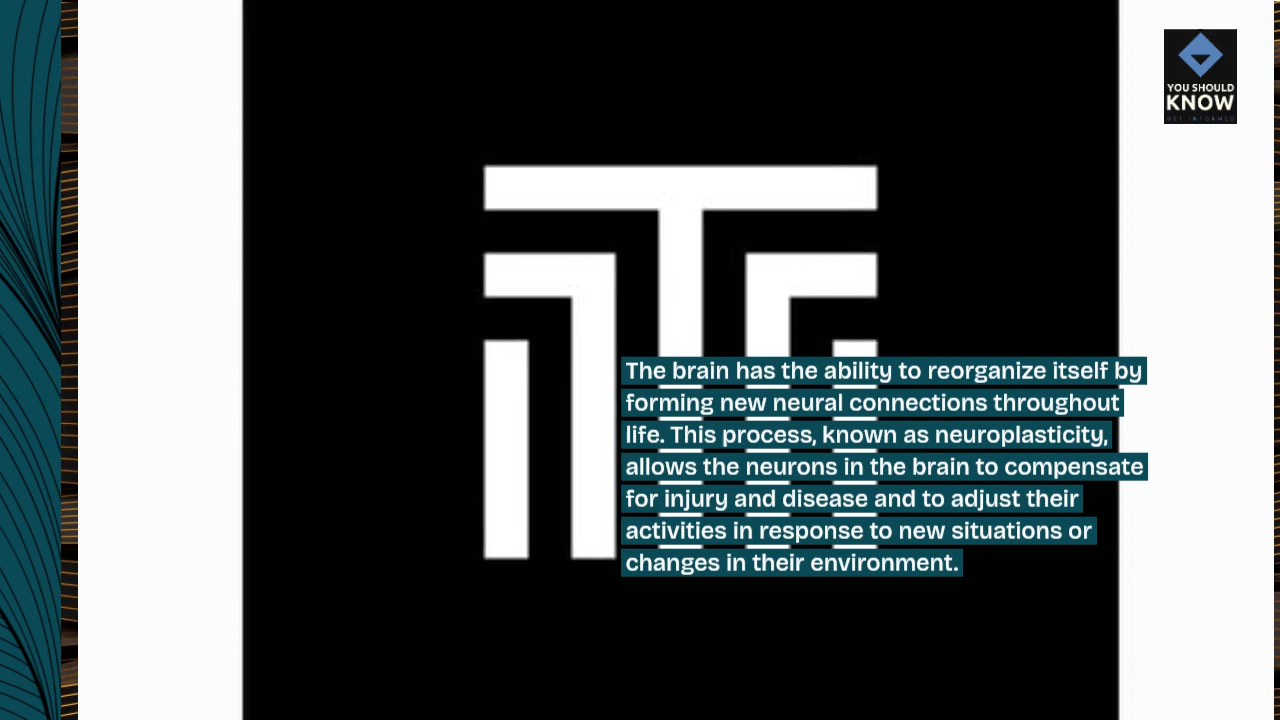 YOU SHOULD
KNOW
GET INFORMED
The brain has the ability to reorganize itself by
forming new neural connections throughout
life. This process, known as neuroplasticity,
allows the neurons in the brain to compensate
for injury and disease and to adjust their
activities in response to new situations or
changes in their environment.